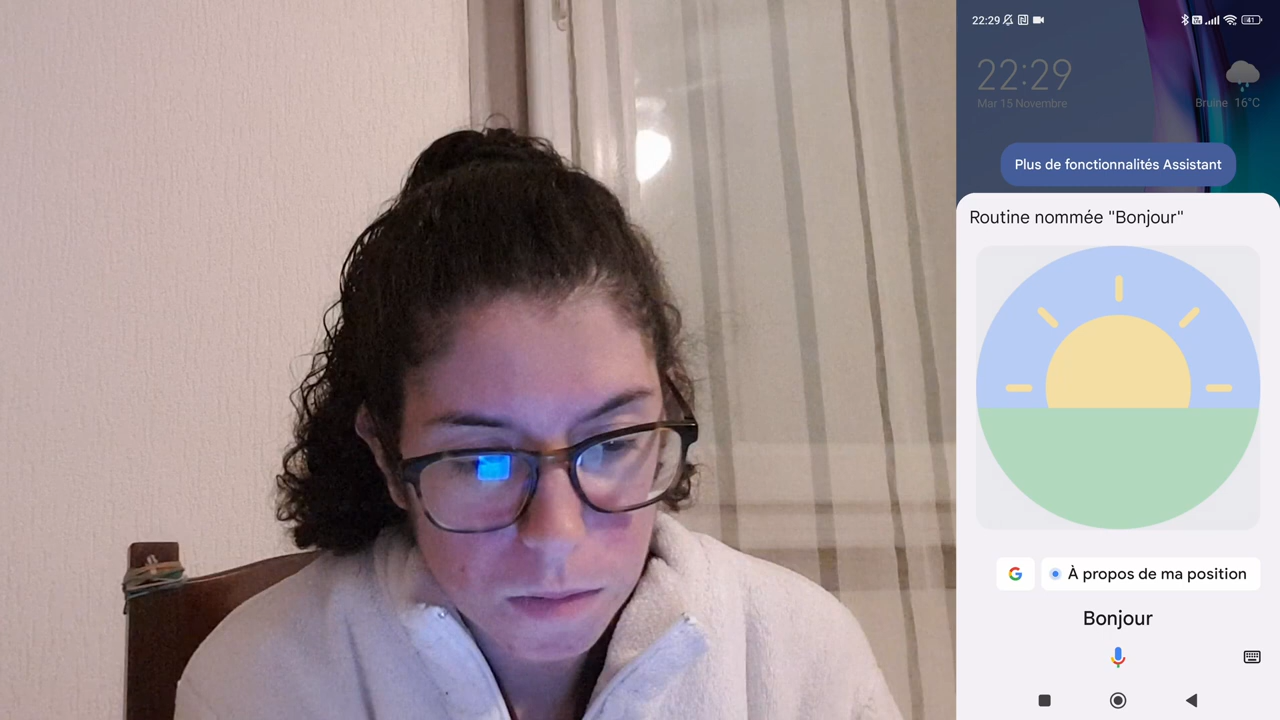 22:29
41
22:29
Mar 15 Novembre
Bruine 16°C
Plus de fonctionnalités Assistant
Routine nommée "Bonjour"
À propos de ma position
Bonjour